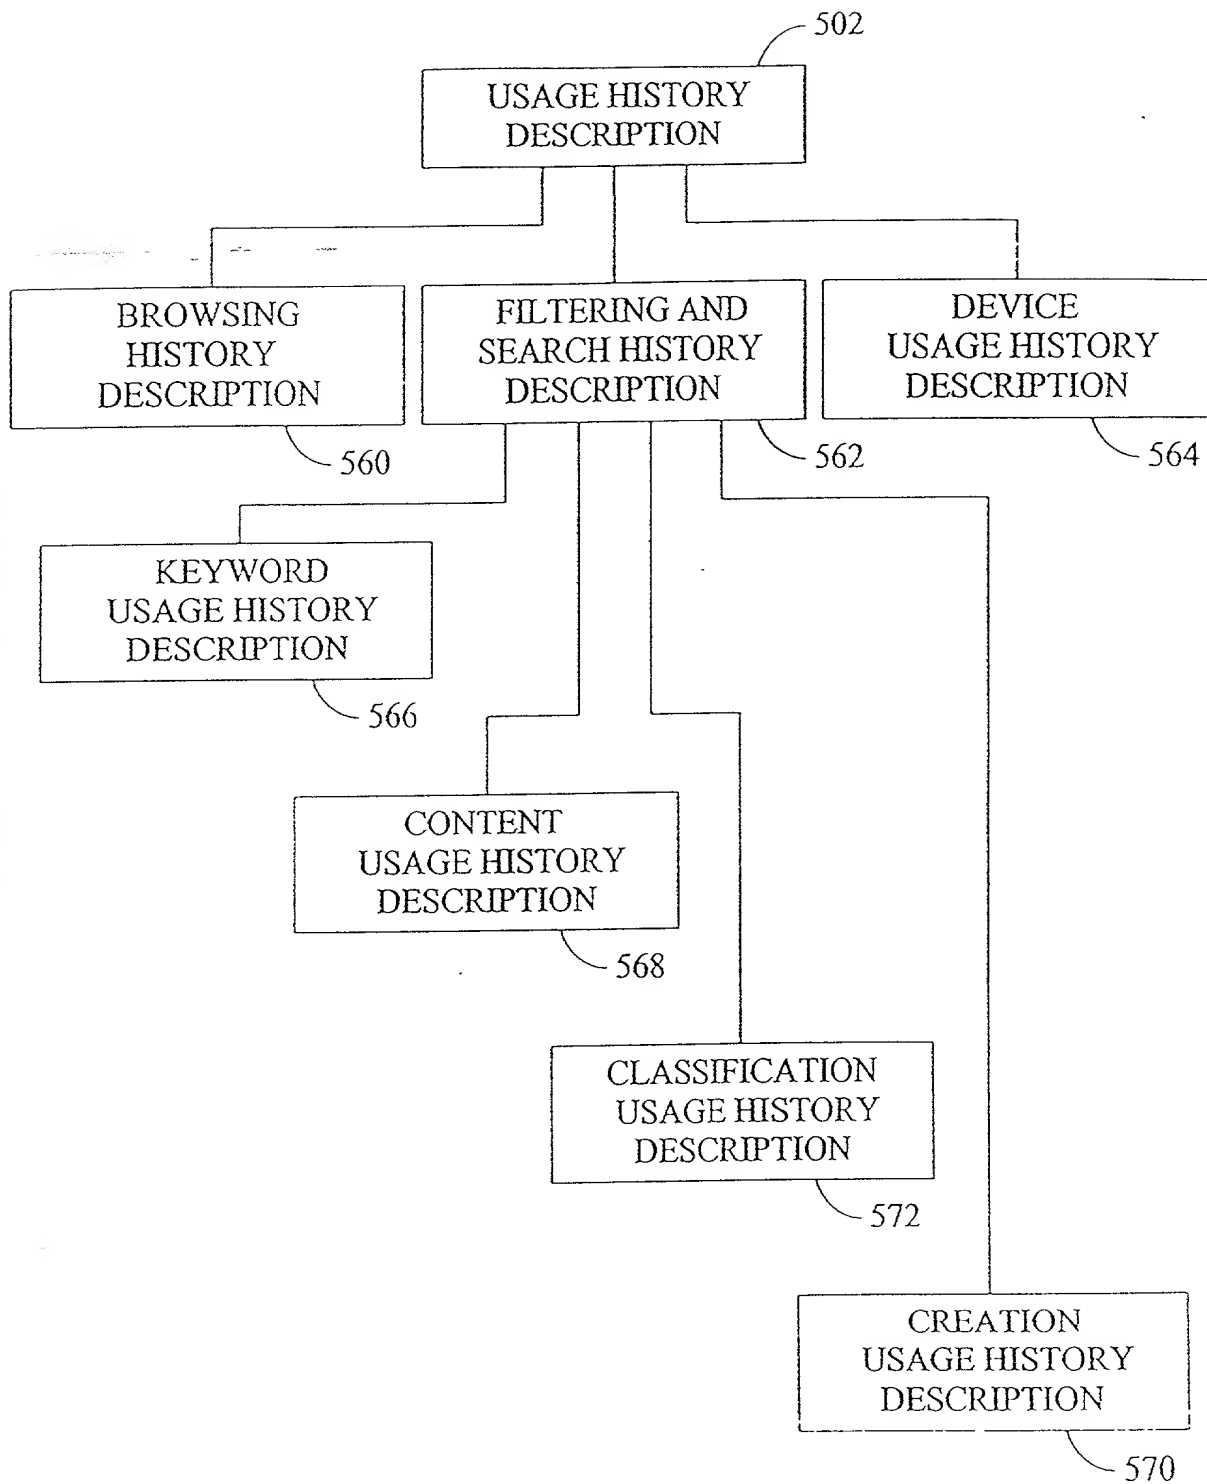 502
USAGE HISTORY
DESCRIPTION
BROWSING
HISTORY
DESCRIPTION
560
FILTERING AND
SEARCH HISTORY
DESCRIPTION
562
DEVICE
USAGE HISTORY
DESCRIPTION
564
KEYWORD
USAGE HISTORY
DESCRIPTION
566
CONTENT
USAGE HISTORY
DESCRIPTION
568
CLASSIFICATION
USAGE HISTORY
DESCRIPTION
572
CREATION
USAGE HISTORY
DESCRIPTION
570